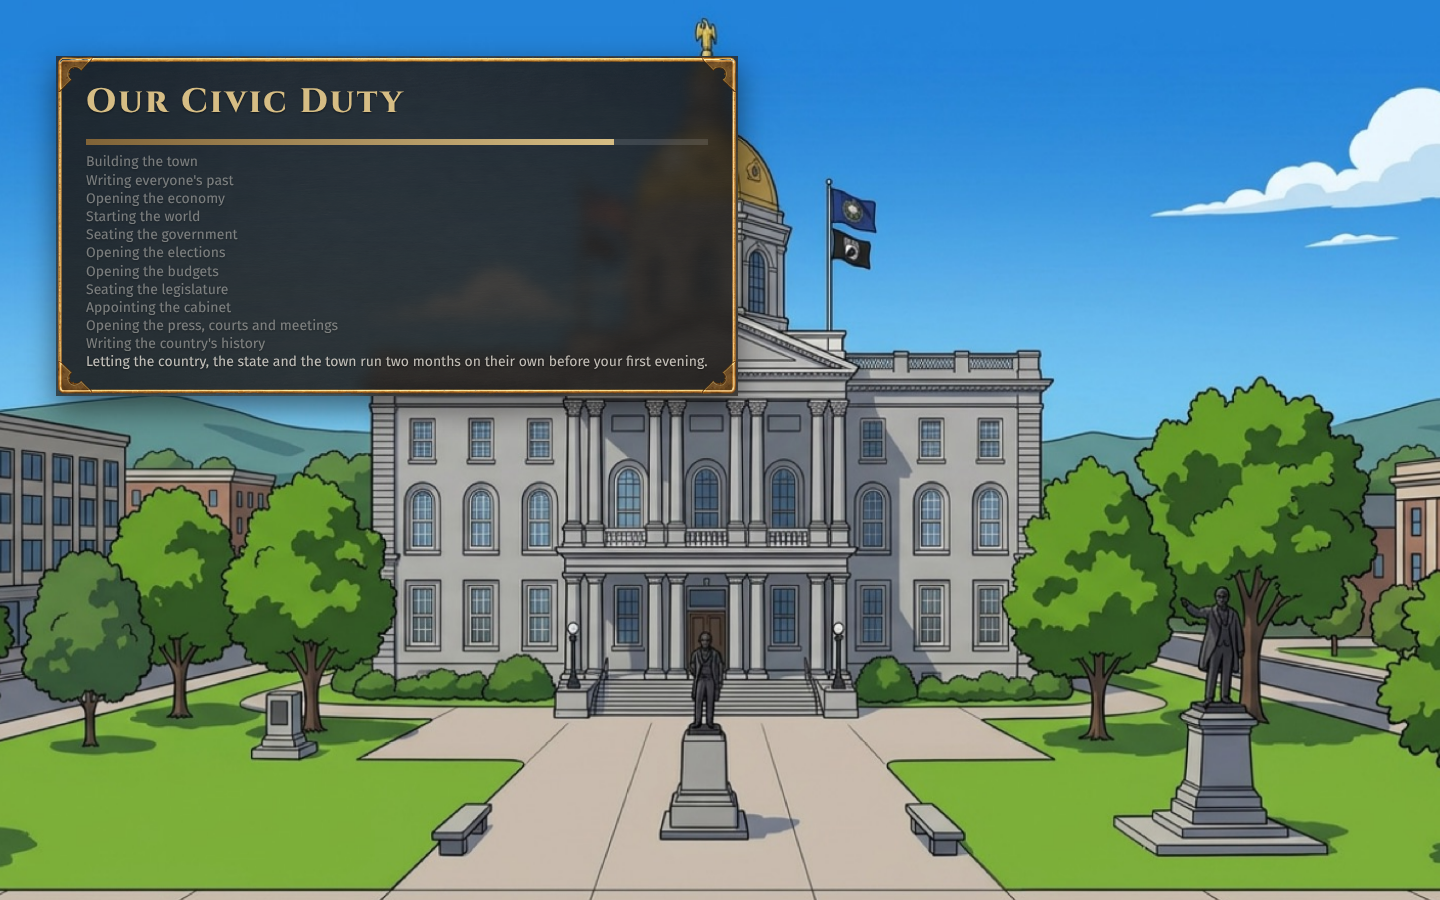 Our Civic Duty
Building the town
Writing everyone's past
Opening the economy
Starting the world
Seating the government
Opening the elections
Opening the budgets
Seating the legislature
Appointing the cabinet
Opening the press, courts and meetings
Writing the country's history
Letting the country, the state and the town run two months on their own before your first evening.